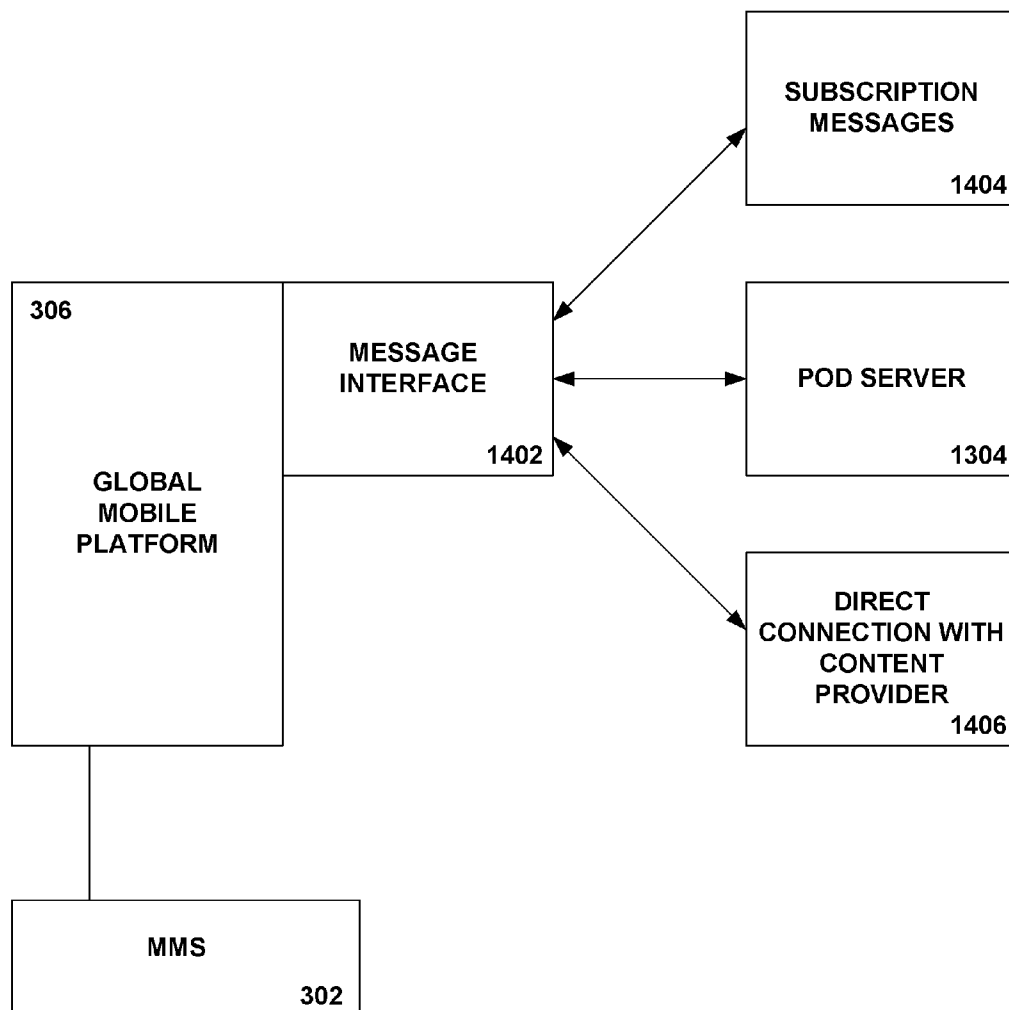 SUBSCRIPTION
MESSAGES
1404
306
MESSAGE
INTERFACE
1402
POD SERVER
1304
GLOBAL
MOBILE
PLATFORM
DIRECT
CONNECTION WITH
CONTENT
PROVIDER
1406
MMS
302